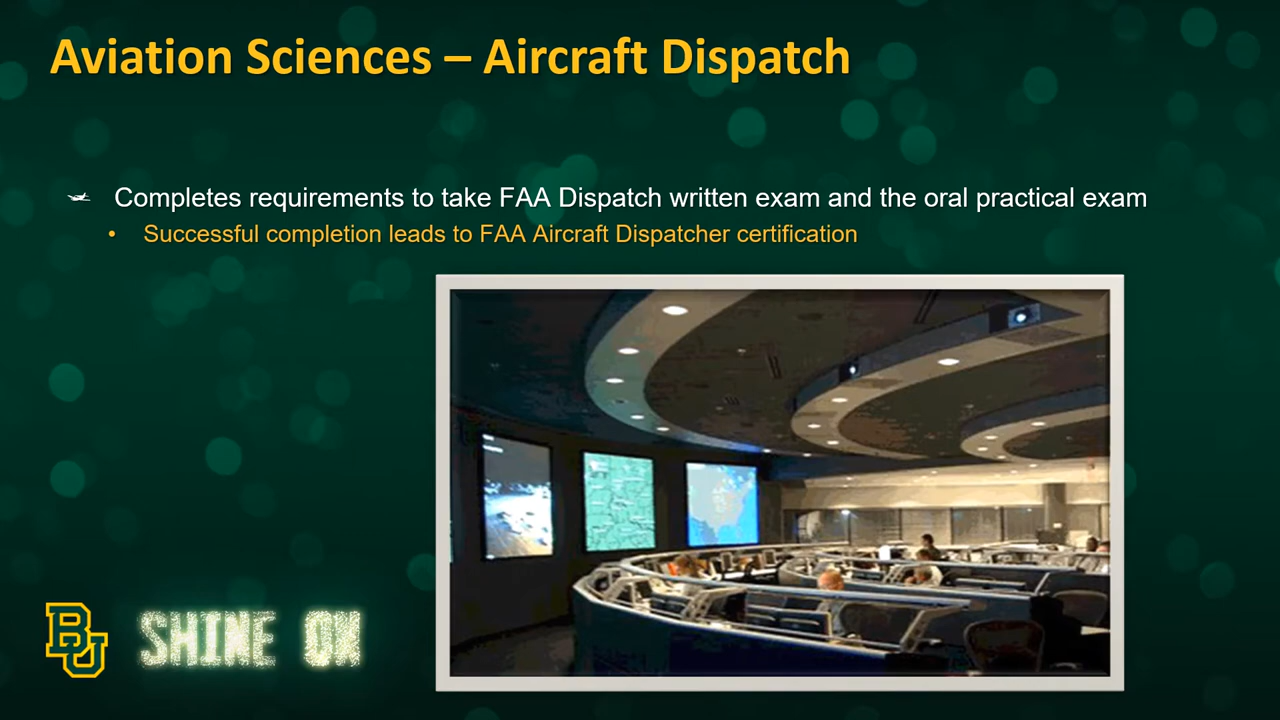 Aviation Sciences – Aircraft Dispatch
Completes requirements to take FAA Dispatch written exam and the oral practical exam
• Successful completion leads to FAA Aircraft Dispatcher certification
BU SHINE ON